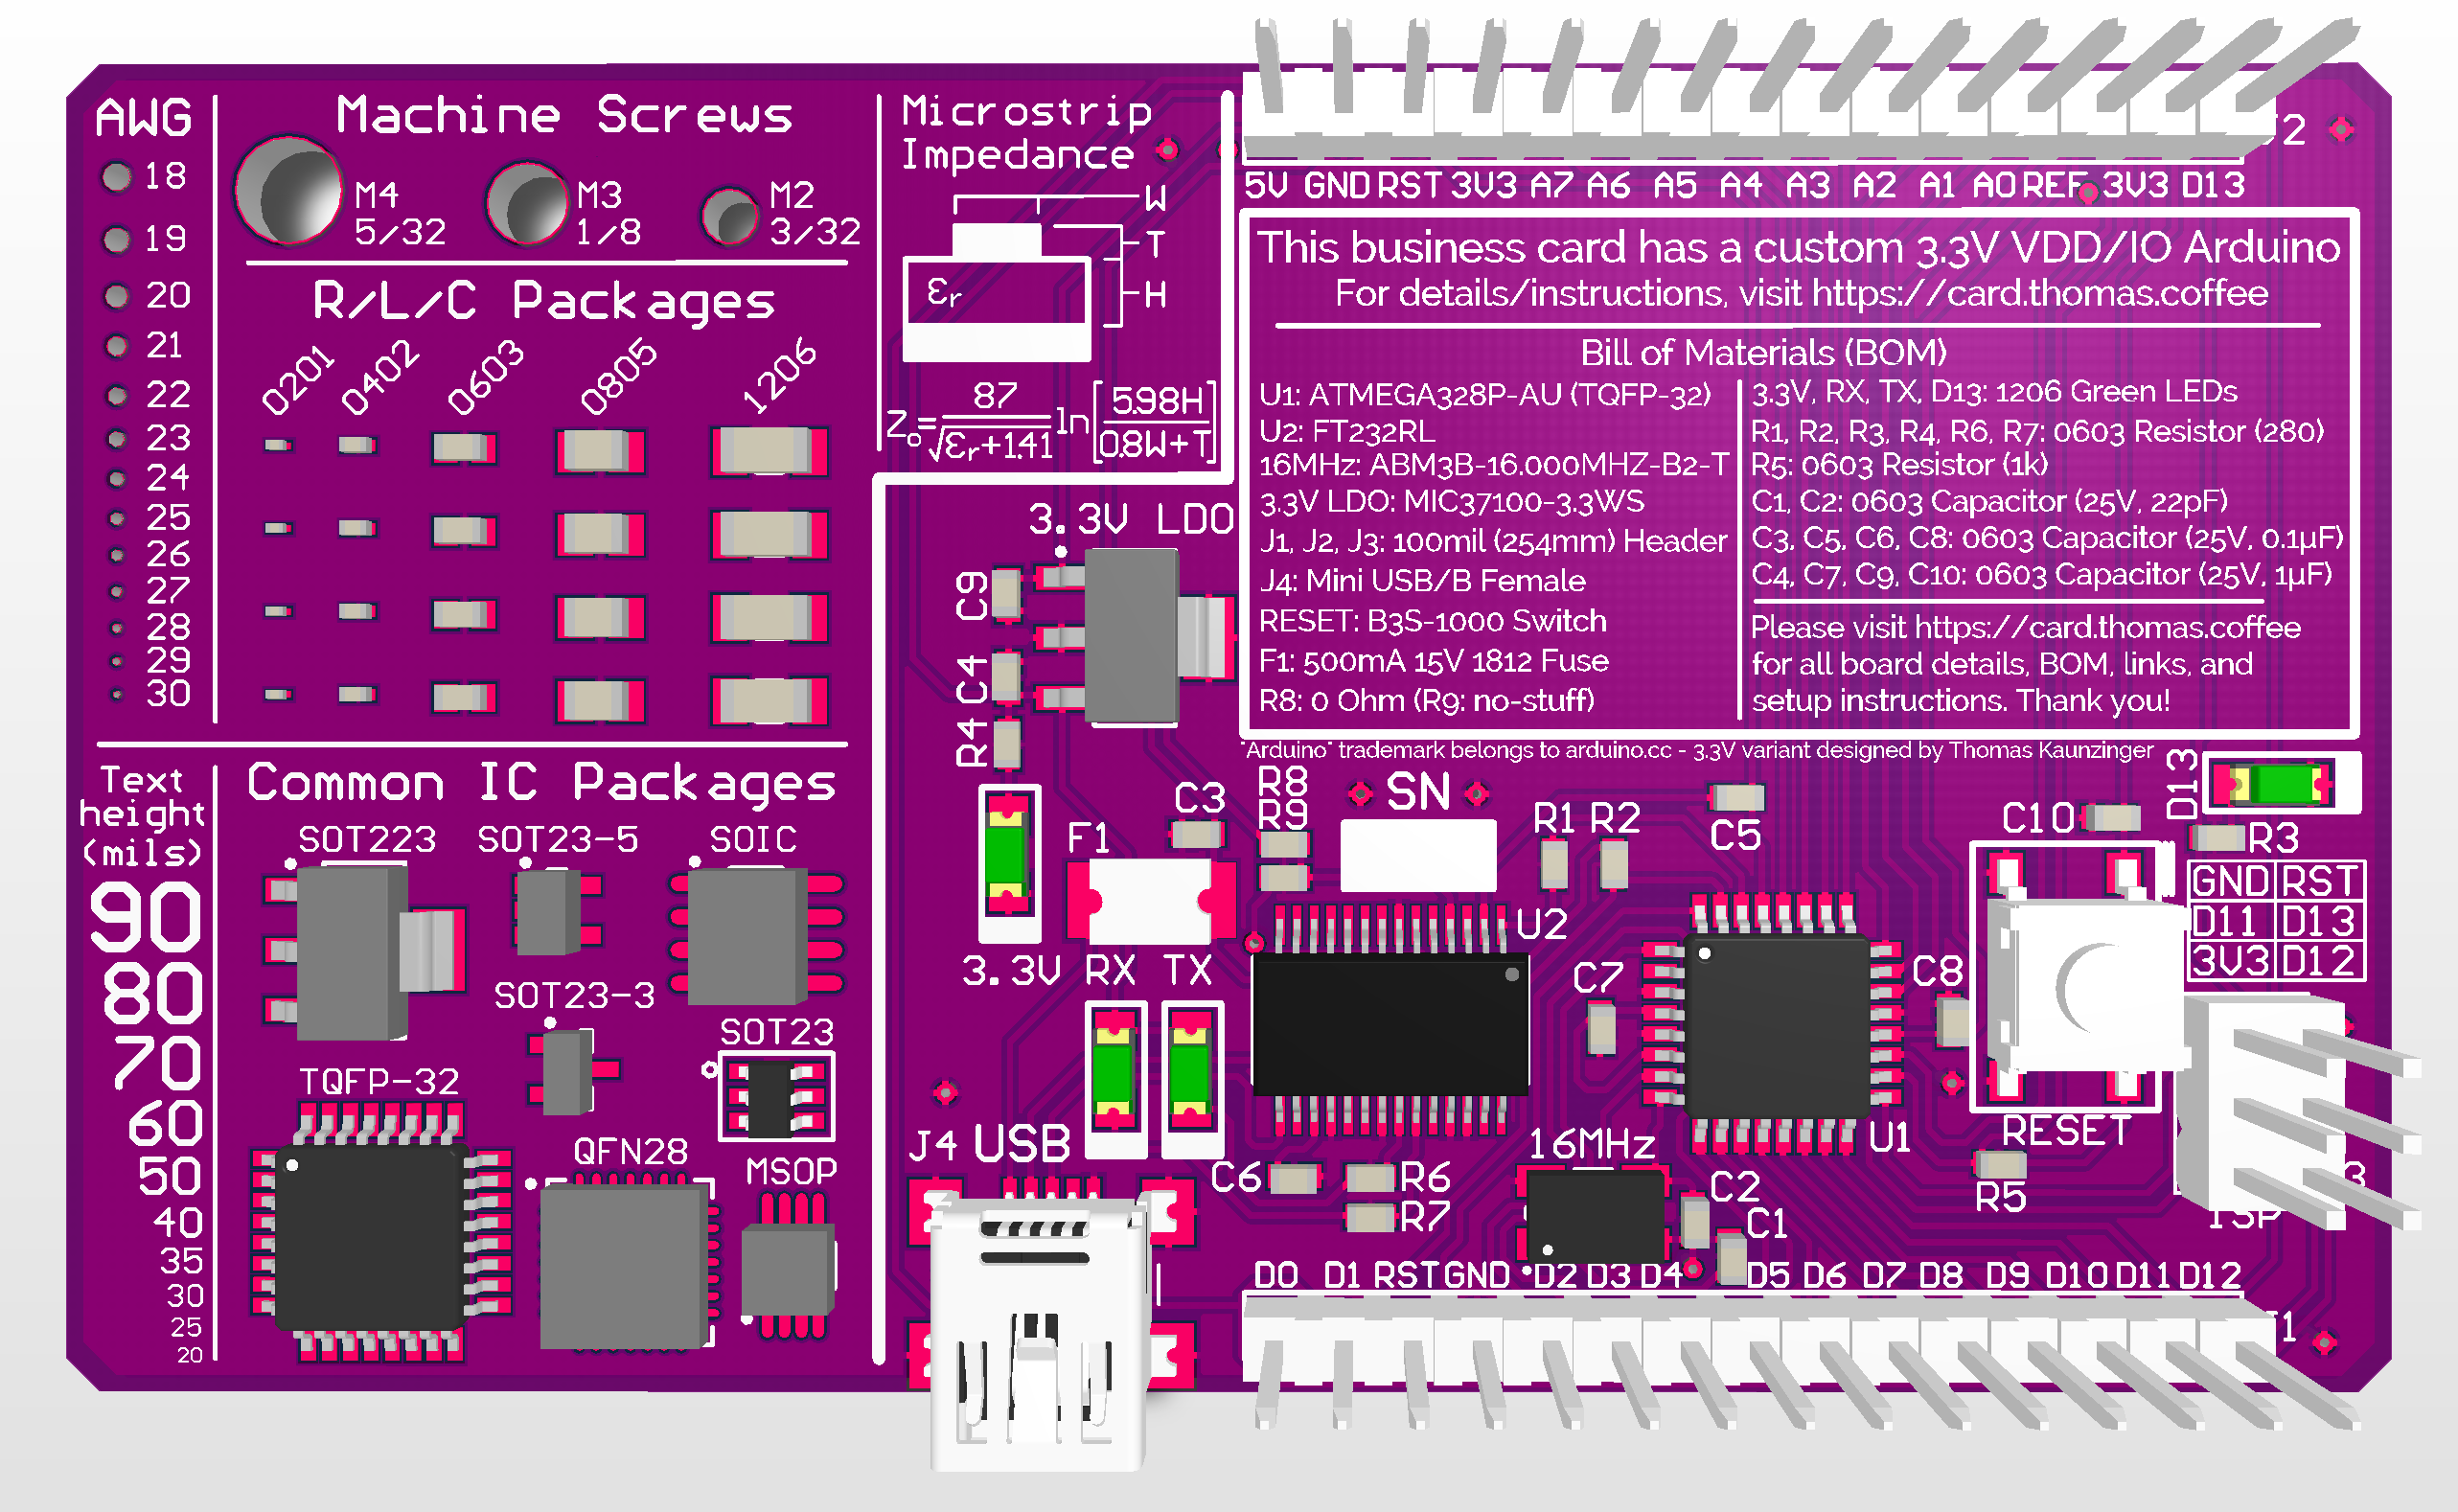 AWG
18
19
20
21
22
23
24
25
26
27
28
29
30
Machine Screws
M4
5/32
M3
1/8
M2
3/32
R/L/C Packages
0201 0402 0603 0805 1206
Microstrip
Impedance
W
T
H
εr
Zo= 87 / √εr+1.41 ln[5.98H / 0.8W+T]
J2
5V GND RST 3V3 A7 A6 A5 A4 A3 A2 A1 A0 REF 3V3 D13
This business card has a custom 3.3V VDD/IO Arduino
For details/instructions, visit https://card.thomas.coffee
Bill of Materials (BOM)
U1: ATMEGA328P-AU (TQFP-32)
U2: FT232RL
16MHz: ABM3B-16.000MHZ-B2-T
3.3V LDO: MIC37100-3.3WS
J1, J2, J3: 100mil (254mm) Header
J4: Mini USB/B Female
RESET: B3S-1000 Switch
F1: 500mA 15V 1812 Fuse
R8: 0 Ohm (R9: no-stuff)
3.3V, RX, TX, D13: 1206 Green LEDs
R1, R2, R3, R4, R6, R7: 0603 Resistor (280)
R5: 0603 Resistor (1k)
C1, C2: 0603 Capacitor (25V, 22pF)
C3, C5, C6, C8: 0603 Capacitor (25V, 0.1µF)
C4, C7, C9, C10: 0603 Capacitor (25V, 1µF)
Please visit https://card.thomas.coffee
for all board details, BOM, links, and
setup instructions. Thank you!
"Arduino" trademark belongs to arduino.cc - 3.3V variant designed by Thomas Kaunzinger
Text
height
(mils)
90
80
70
60
50
40
35
30
25
20
Common IC Packages
SOT223
SOT23-5
SOIC
SOT23-3
SOT23
TQFP-32
QFN28
MSOP
3.3V LDO
C9
C4
R4
3.3V
F1
C3
R8
R9
SN
R1 R2
C5
C10
D13
R3
GND RST
D11 D13
3V3 D12
RX TX
U2
C7
C8
U1
RESET
R5
ISP
J4 USB
C6
R6
R7
16MHz
C2
C1
D0 D1 RST GND D2 D3 D4 D5 D6 D7 D8 D9 D10 D11 D12